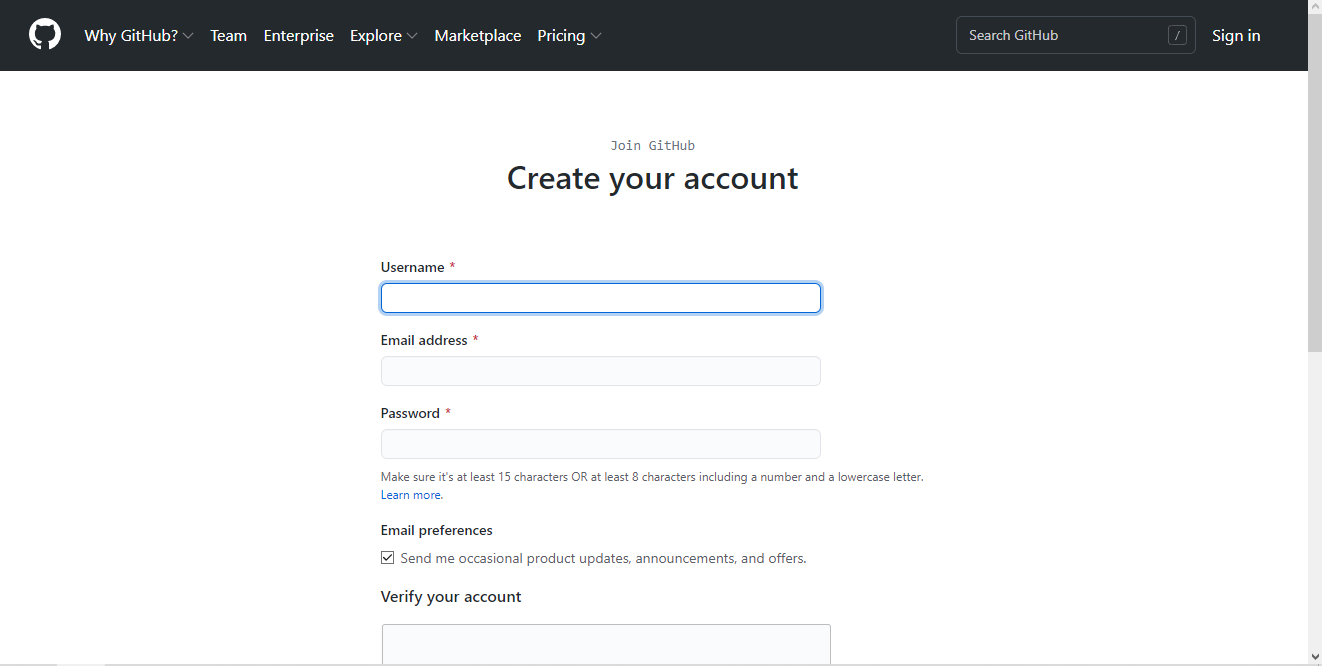 Why GitHub? Team Enterprise Explore Marketplace Pricing Search GitHub / Sign in
Join GitHub
Create your account
Username *
Email address *
Password *
Make sure it's at least 15 characters OR at least 8 characters including a number and a lowercase letter.
Learn more.
Email preferences
Send me occasional product updates, announcements, and offers.
Verify your account